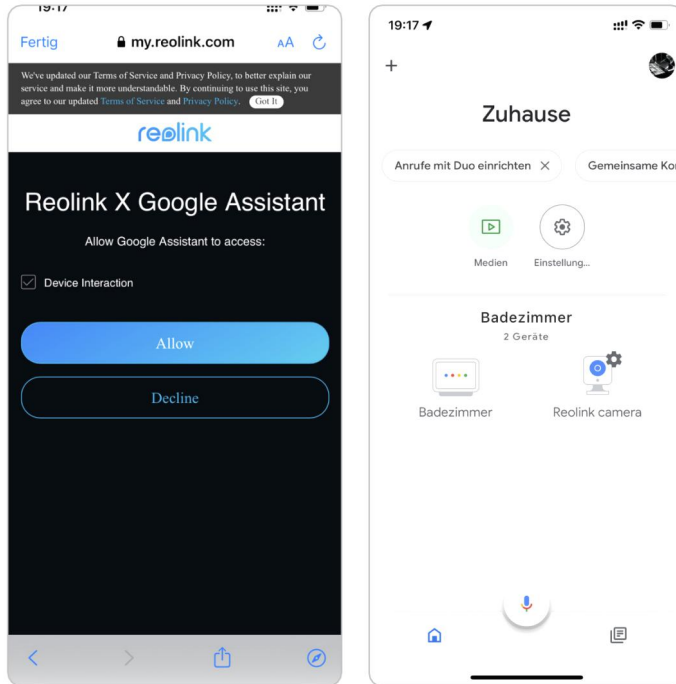 19:17
Fertig
my.reolink.com
AA
We've updated our Terms of Service and Privacy Policy, to better explain our
service and make it more understandable. By continuing to use this site, you
agree to our updated Terms of Service and Privacy Policy. Got It
reolink
Reolink X Google Assistant
Allow Google Assistant to access:
Device Interaction
Allow
Decline
19:17
Zuhause
Anrufe mit Duo einrichten
Gemeinsame Kor
Medien
Einstellung...
Badezimmer
2 Geräte
Badezimmer
Reolink camera